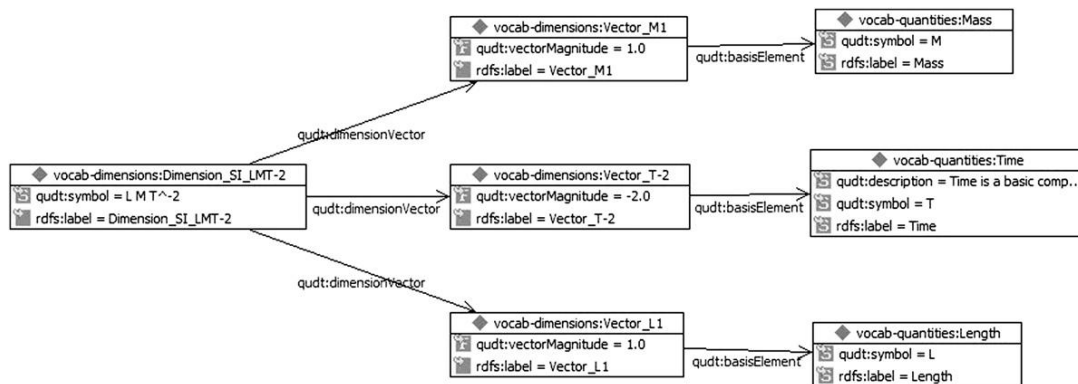 vocab-dimensions:Vector_M1
qudt:vectorMagnitude = 1.0
rdfs:label = Vector_M1
qudt:basisElement
vocab-quantities:Mass
qudt:symbol = M
rdfs:label = Mass
qudt:dimensionVector
vocab-dimensions:Dimension_SI_LMT-2
qudt:symbol = L M T^-2
rdfs:label = Dimension_SI_LMT-2
qudt:dimensionVector
vocab-dimensions:Vector_T-2
qudt:vectorMagnitude = -2.0
rdfs:label = Vector_T-2
qudt:basisElement
vocab-quantities:Time
qudt:description = Time is a basic comp..
qudt:symbol = T
rdfs:label = Time
qudt:dimensionVector
vocab-dimensions:Vector_L1
qudt:vectorMagnitude = 1.0
rdfs:label = Vector_L1
qudt:basisElement
vocab-quantities:Length
qudt:symbol = L
rdfs:label = Length